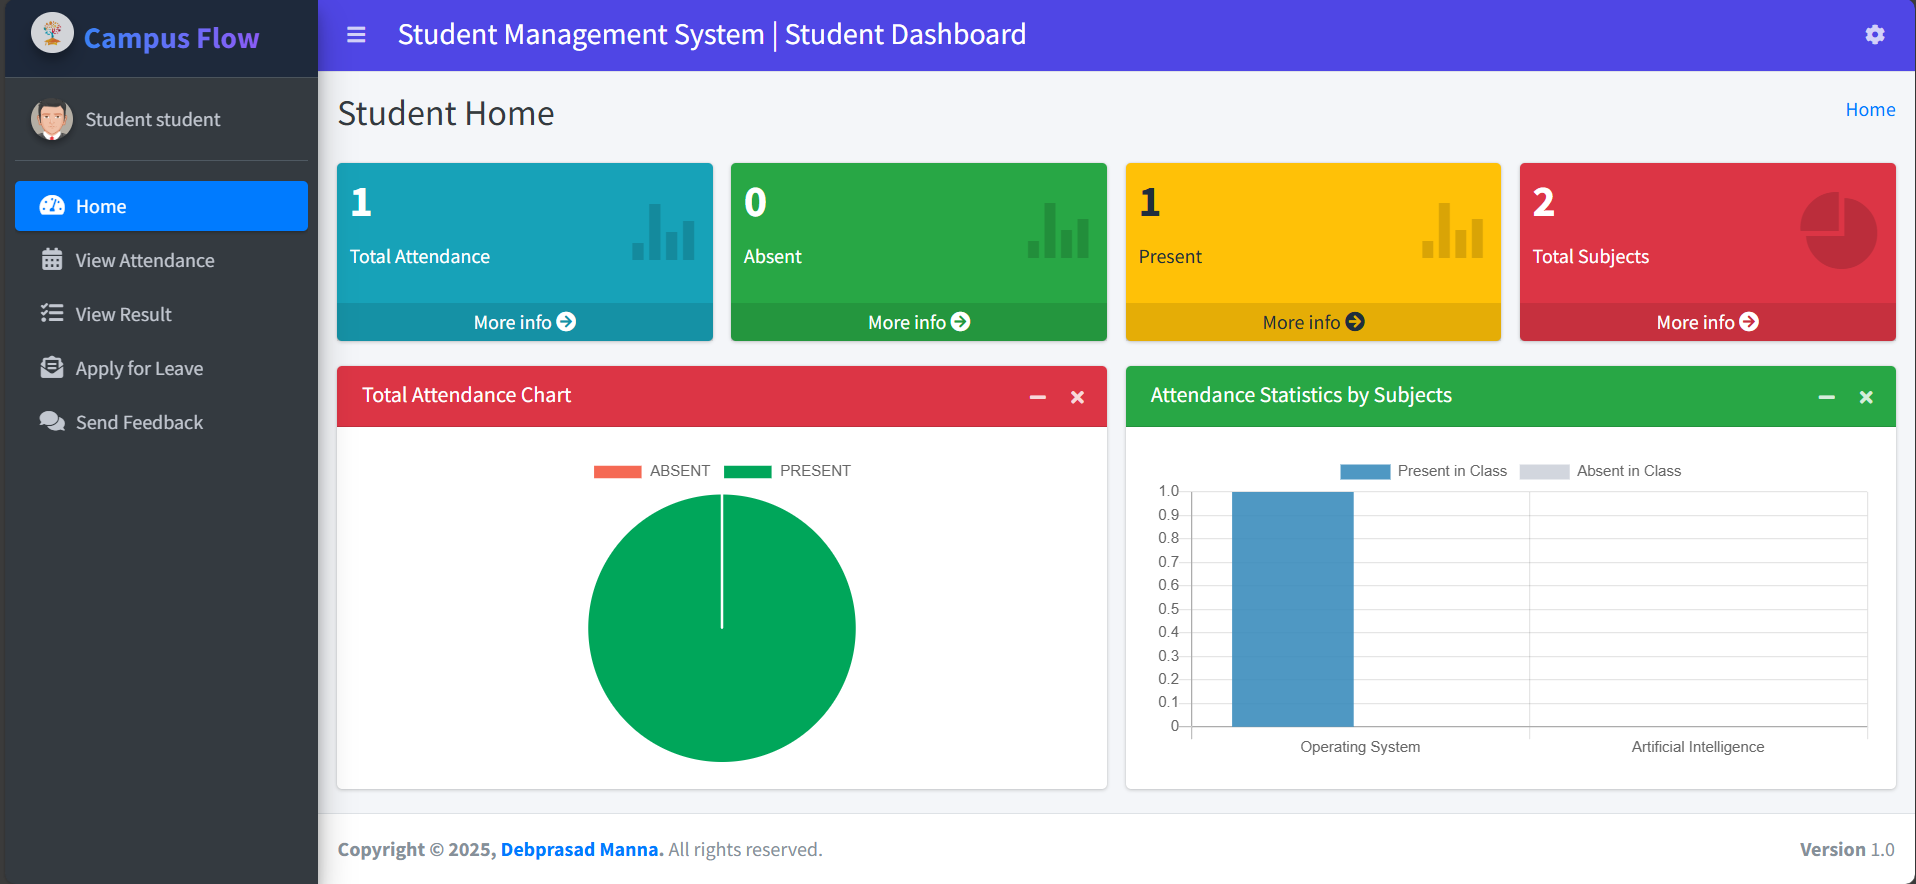 Campus Flow
Student Management System | Student Dashboard
Student student
Home
View Attendance
View Result
Apply for Leave
Send Feedback
Student Home
Home
1
Total Attendance
More info
0
Absent
More info
1
Present
More info
2
Total Subjects
More info
Total Attendance Chart
ABSENT PRESENT
Attendance Statistics by Subjects
Present in Class Absent in Class
1.0
0.9
0.8
0.7
0.6
0.5
0.4
0.3
0.2
0.1
0
Operating System Artificial Intelligence
Copyright © 2025, Debprasad Manna. All rights reserved.
Version 1.0